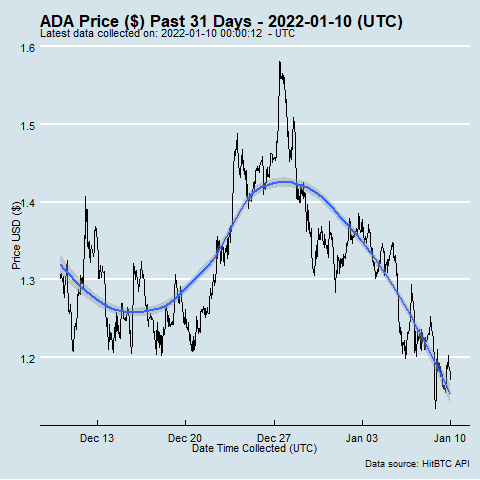 ADA Price ($) Past 31 Days - 2022-01-10 (UTC)
Latest data collected on: 2022-01-10 00:00:12 - UTC
1.6
1.5
1.4
1.3
1.2
Price USD ($)
Dec 13 Dec 20 Dec 27 Jan 03 Jan 10
Date Time Collected (UTC)
Data source: HitBTC API